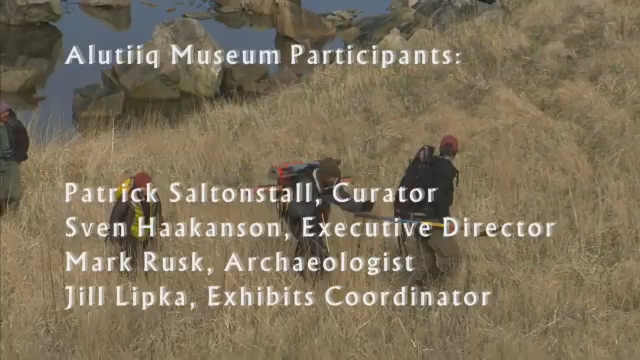 Alutiiq Museum Participants:
Patrick Saltonstall, Curator
Sven Haakanson, Executive Director
Mark Rusk, Archaeologist
Jill Lipka, Exhibits Coordinator